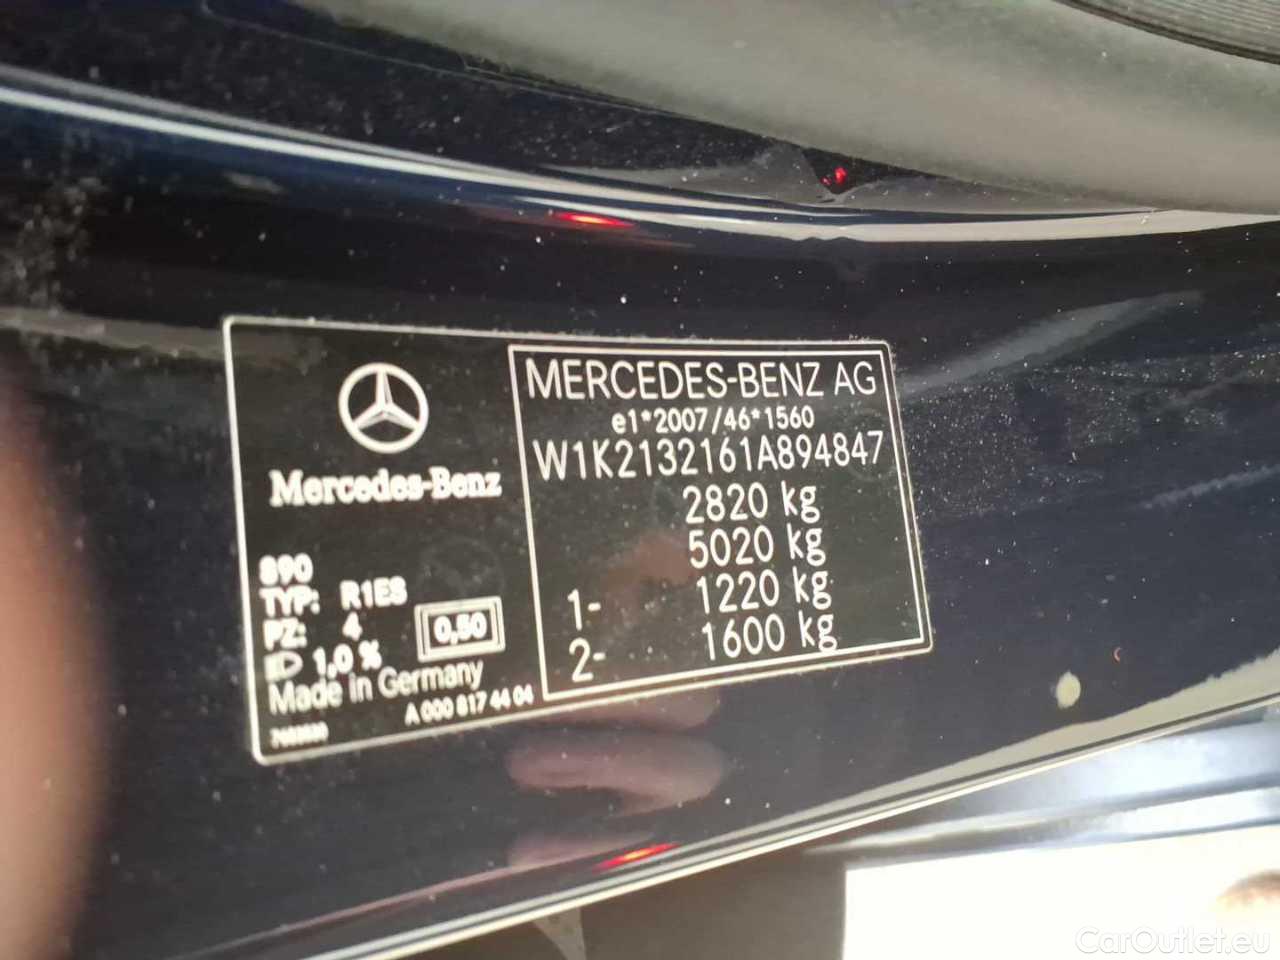 Mercedes-Benz
890
TYP: R1ES
PZ: 4
1,0 %
0,50
Made in Germany
A 000 817 44 04
MERCEDES-BENZ AG
e1*2007/46*1560
W1K2132161A894847
2820 kg
5020 kg
1- 1220 kg
2- 1600 kg
CarOutlet.eu